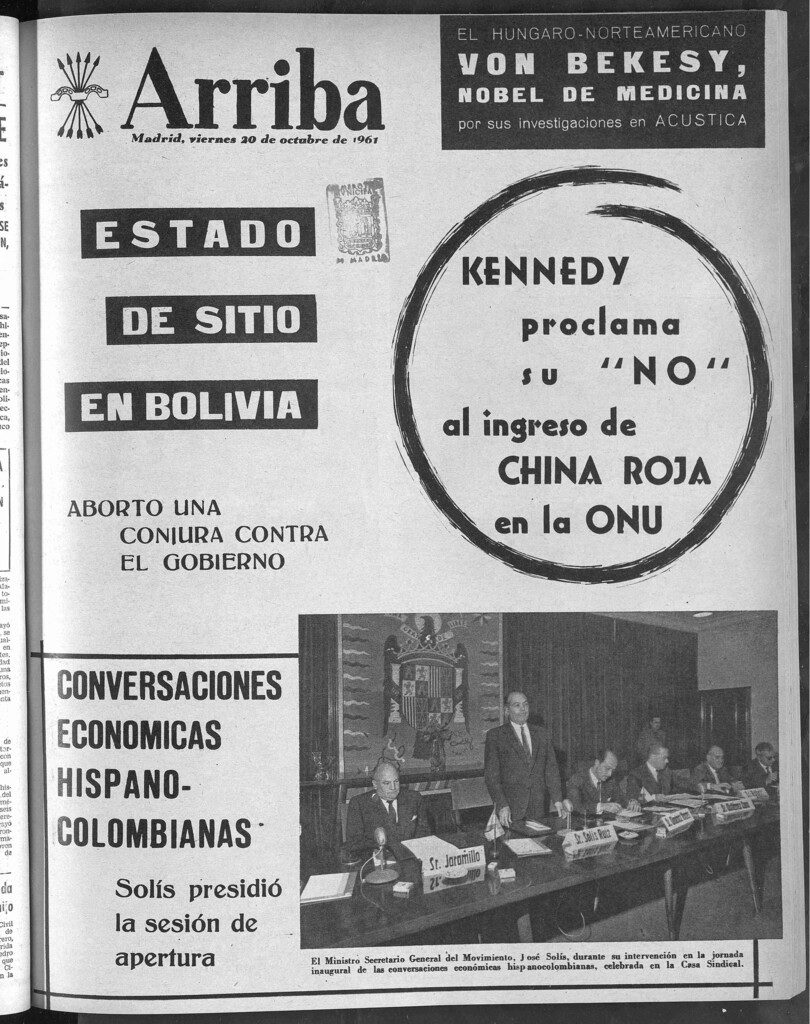 Arriba
Madrid, viernes 20 de octubre de 1961
EL HUNGARO-NORTEAMERICANO
VON BEKESY,
NOBEL DE MEDICINA
por sus investigaciones en ACUSTICA
ESTADO
DE SITIO
EN BOLIVIA
ABORTO UNA
CONJURA CONTRA
EL GOBIERNO
KENNEDY
proclama
su "NO"
al ingreso de
CHINA ROJA
en la ONU
CONVERSACIONES
ECONOMICAS
HISPANO-
COLOMBIANAS
Solís presidió
la sesión de
apertura
Sr. Jaramillo
Sr. Solís Ruiz
El Ministro Secretario General del Movimiento, José Solís, durante su intervención en la jornada
inaugural de las conversaciones económicas hispanocolombianas, celebrada en la Casa Sindical.